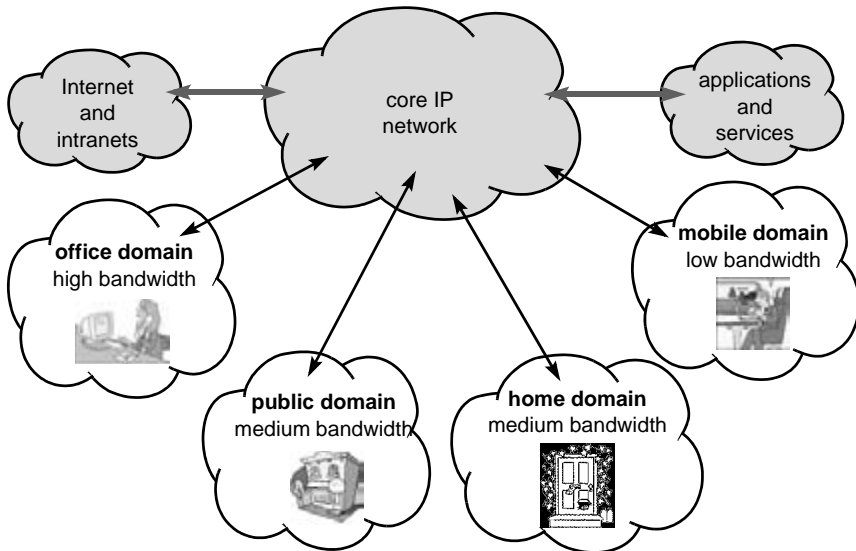 Internet
and
intranets
core IP
network
applications
and
services
office domain
high bandwidth
mobile domain
low bandwidth
public domain
medium bandwidth
home domain
medium bandwidth